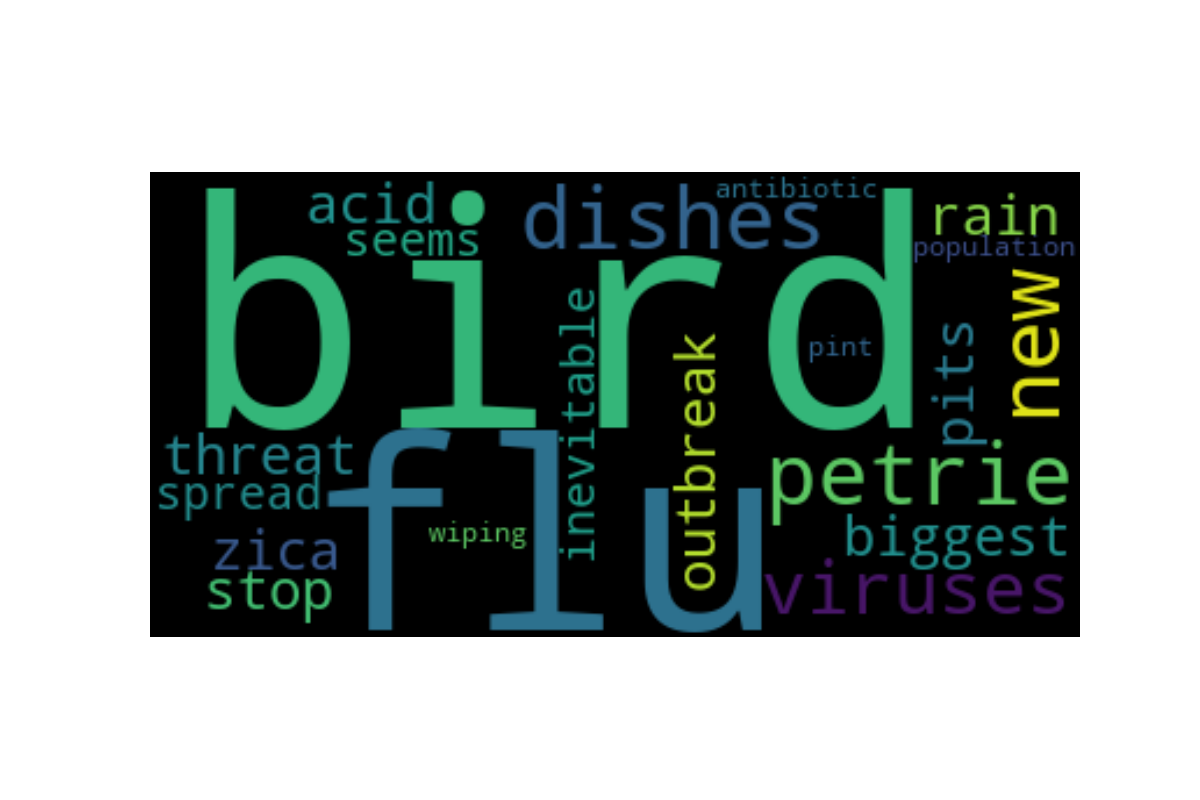 antibiotic
acid
dishes
rain
seems
population
bird
new
pint
pits
inevitable
outbreak
threat
flu
petrie
spread
wiping
biggest
zica
stop
viruses